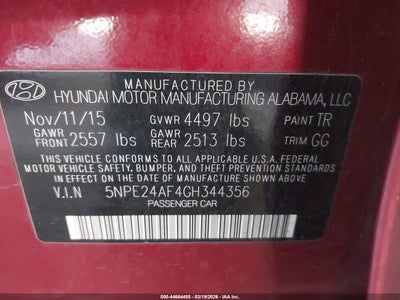 MANUFACTURED BY
HYUNDAI MOTOR MANUFACTURING ALABAMA, LLC
Nov/11/15 GVWR 4497 lbs PAINT TR
GAWR FRONT 2557 lbs GAWR REAR 2513 lbs TRIM GG
THIS VEHICLE CONFORMS TO ALL APPLICABLE U.S.A. FEDERAL
MOTOR VEHICLE SAFETY, BUMPER, AND THEFT PREVENTION STANDARDS
IN EFFECT ON THE DATE OF MANUFACTURE SHOWN ABOVE.
V.I.N 5NPE24AF4GH344356
PASSENGER CAR
500-44664455 - 03/19/2026 - Copyright IAA, Inc.